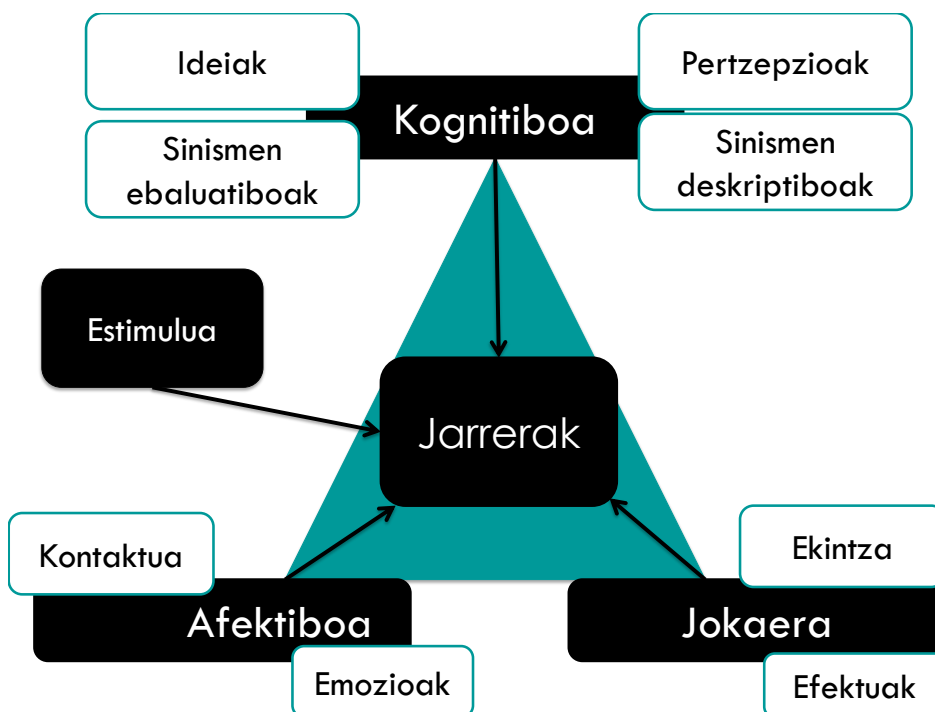 Ideiak
Pertzepzioak
Kognitiboa
Sinismen
ebaluatiboak
Sinismen
deskriptiboak
Estimulua
Jarrerak
Kontaktua
Ekintza
Afektiboa
Jokaera
Emozioak
Efektuak